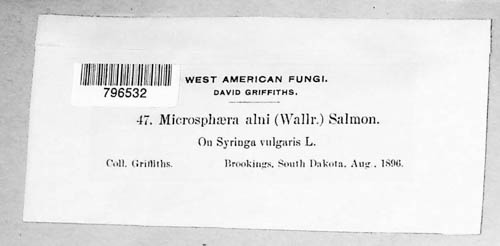 796532
WEST AMERICAN FUNGI.
DAVID GRIFFITHS.
47. Microsphæra alni (Wallr.) Salmon.
On Syringa vulgaris L.
Coll. Griffiths. Brookings, South Dakota, Aug., 1896.